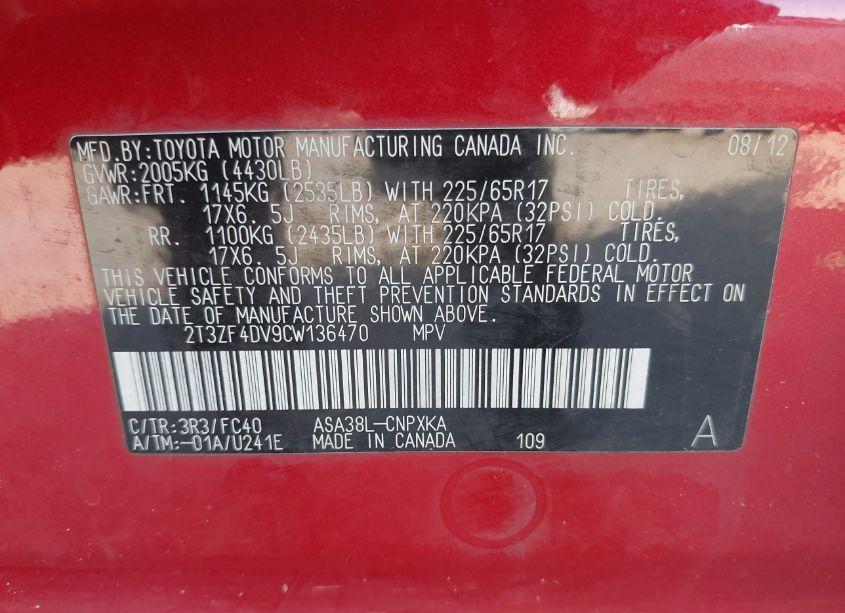 MFD.BY:TOYOTA MOTOR MANUFACTURING CANADA INC. 08/12
GVWR:2005KG (4430LB)
GAWR:FRT. 1145KG (2535LB) WITH 225/65R17 TIRES,
17X6.5J RIMS, AT 220KPA (32PSI) COLD.
RR. 1100KG (2435LB) WITH 225/65R17 TIRES,
17X6.5J RIMS, AT 220KPA (32PSI) COLD.
THIS VEHICLE CONFORMS TO ALL APPLICABLE FEDERAL MOTOR
VEHICLE SAFETY AND THEFT PREVENTION STANDARDS IN EFFECT ON
THE DATE OF MANUFACTURE SHOWN ABOVE.
2T3ZF4DV9CW136470 MPV
C/TR:3R3/FC40 ASA38L-CNPXKA
A/TM:-01A/U241E MADE IN CANADA 109 A